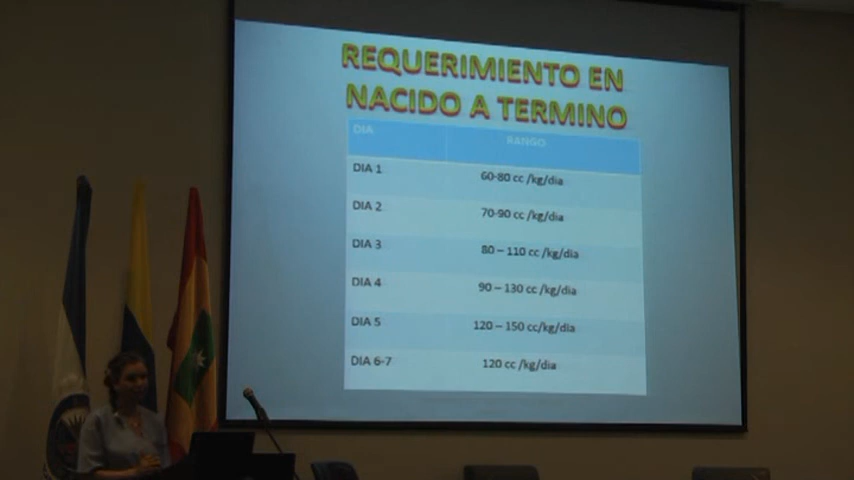 REQUERIMIENTO EN
NACIDO A TERMINO
DIA RANGO
DIA 1 60-80 cc /kg/dia
DIA 2 70-90 cc /kg/dia
DIA 3 80 – 110 cc /kg/dia
DIA 4 90 – 130 cc /kg/dia
DIA 5 120 – 150 cc/kg/dia
DIA 6-7 120 cc /kg/dia